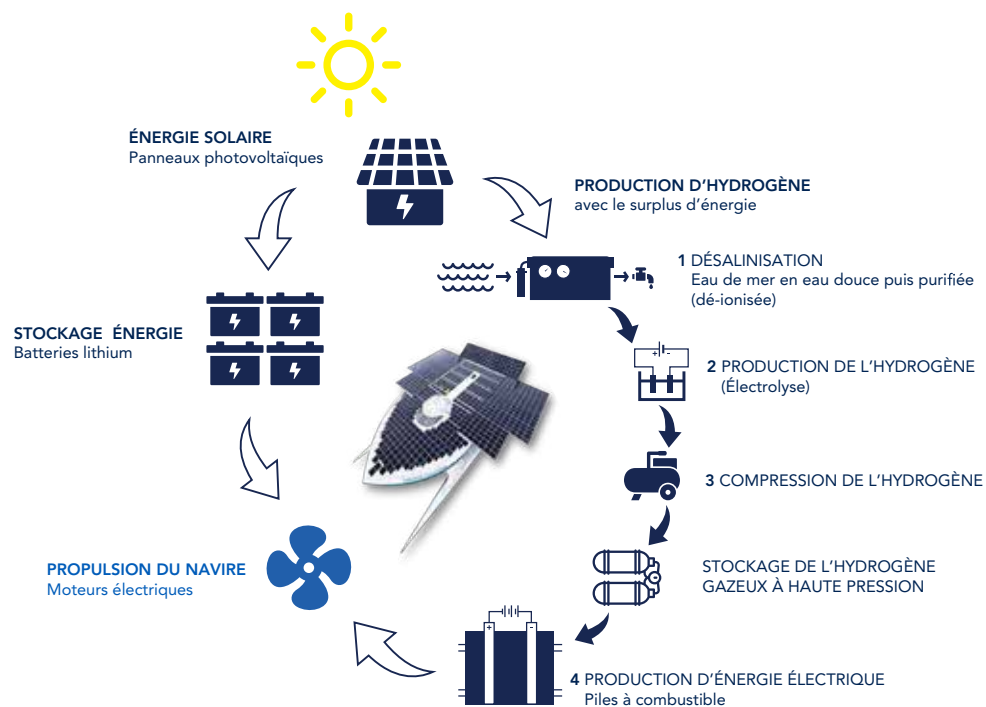 ÉNERGIE SOLAIRE
Panneaux photovoltaïques
PRODUCTION D'HYDROGÈNE
avec le surplus d'énergie
1 DÉSALINISATION
Eau de mer en eau douce puis purifiée
(dé-ionisée)
STOCKAGE ÉNERGIE
Batteries lithium
2 PRODUCTION DE L'HYDROGÈNE
(Électrolyse)
3 COMPRESSION DE L'HYDROGÈNE
STOCKAGE DE L'HYDROGÈNE
GAZEUX À HAUTE PRESSION
PROPULSION DU NAVIRE
Moteurs électriques
4 PRODUCTION D'ÉNERGIE ÉLECTRIQUE
Piles à combustible